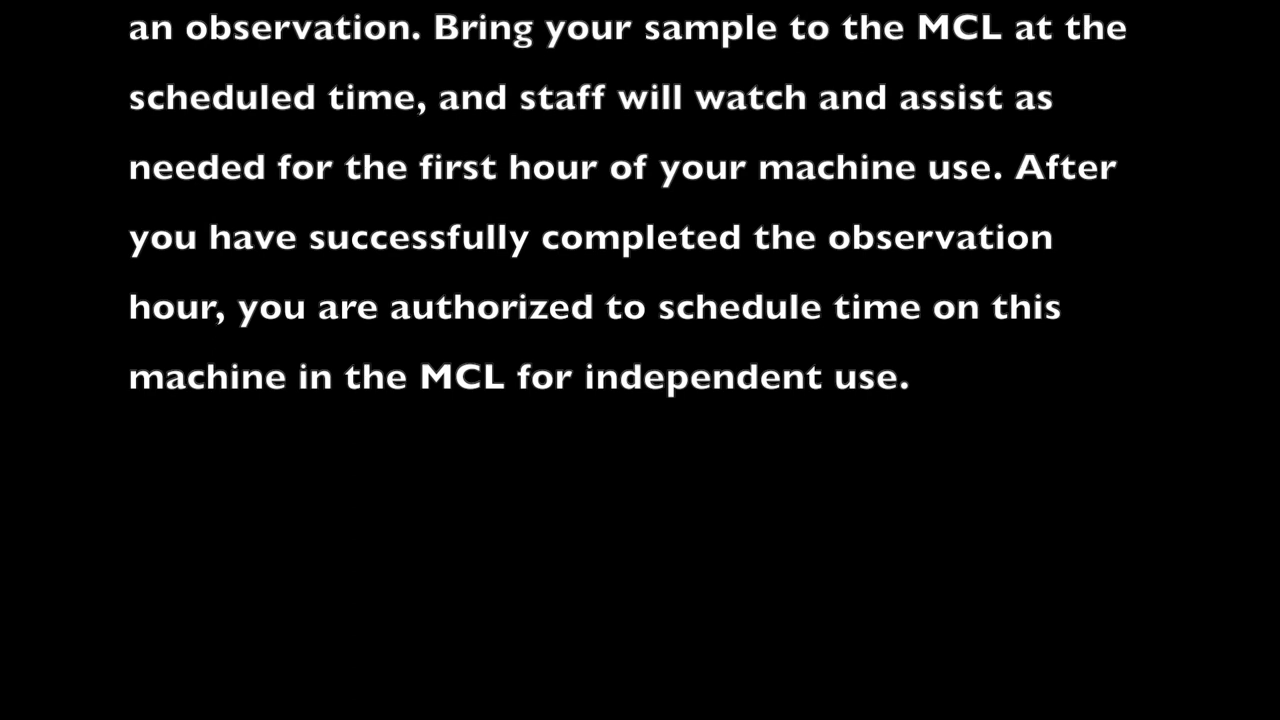 an observation. Bring your sample to the MCL at the
scheduled time, and staff will watch and assist as
needed for the first hour of your machine use. After
you have successfully completed the observation
hour, you are authorized to schedule time on this
machine in the MCL for independent use.